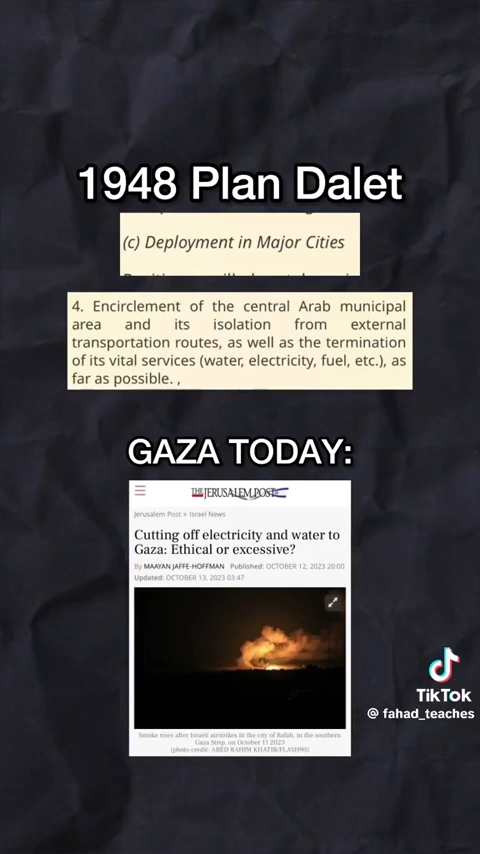 1948 Plan Dalet
(c) Deployment in Major Cities
4. Encirclement of the central Arab municipal
area and its isolation from external
transportation routes, as well as the termination
of its vital services (water, electricity, fuel, etc.), as
far as possible. ,
GAZA TODAY:
THE JERUSALEM POST
Jerusalem Post » Israel News
Cutting off electricity and water to
Gaza: Ethical or excessive?
By MAAYAN JAFFE-HOFFMAN Published: OCTOBER 12, 2023 20:00
Updated: OCTOBER 13, 2023 03:47
Smoke rises after Israeli airstrikes in the city of Rafah, in the southern
Gaza Strip, on October 11 2023
(photo credit: ABED RAHIM KHATIB/FLASH90)
TikTok
@ fahad_teaches